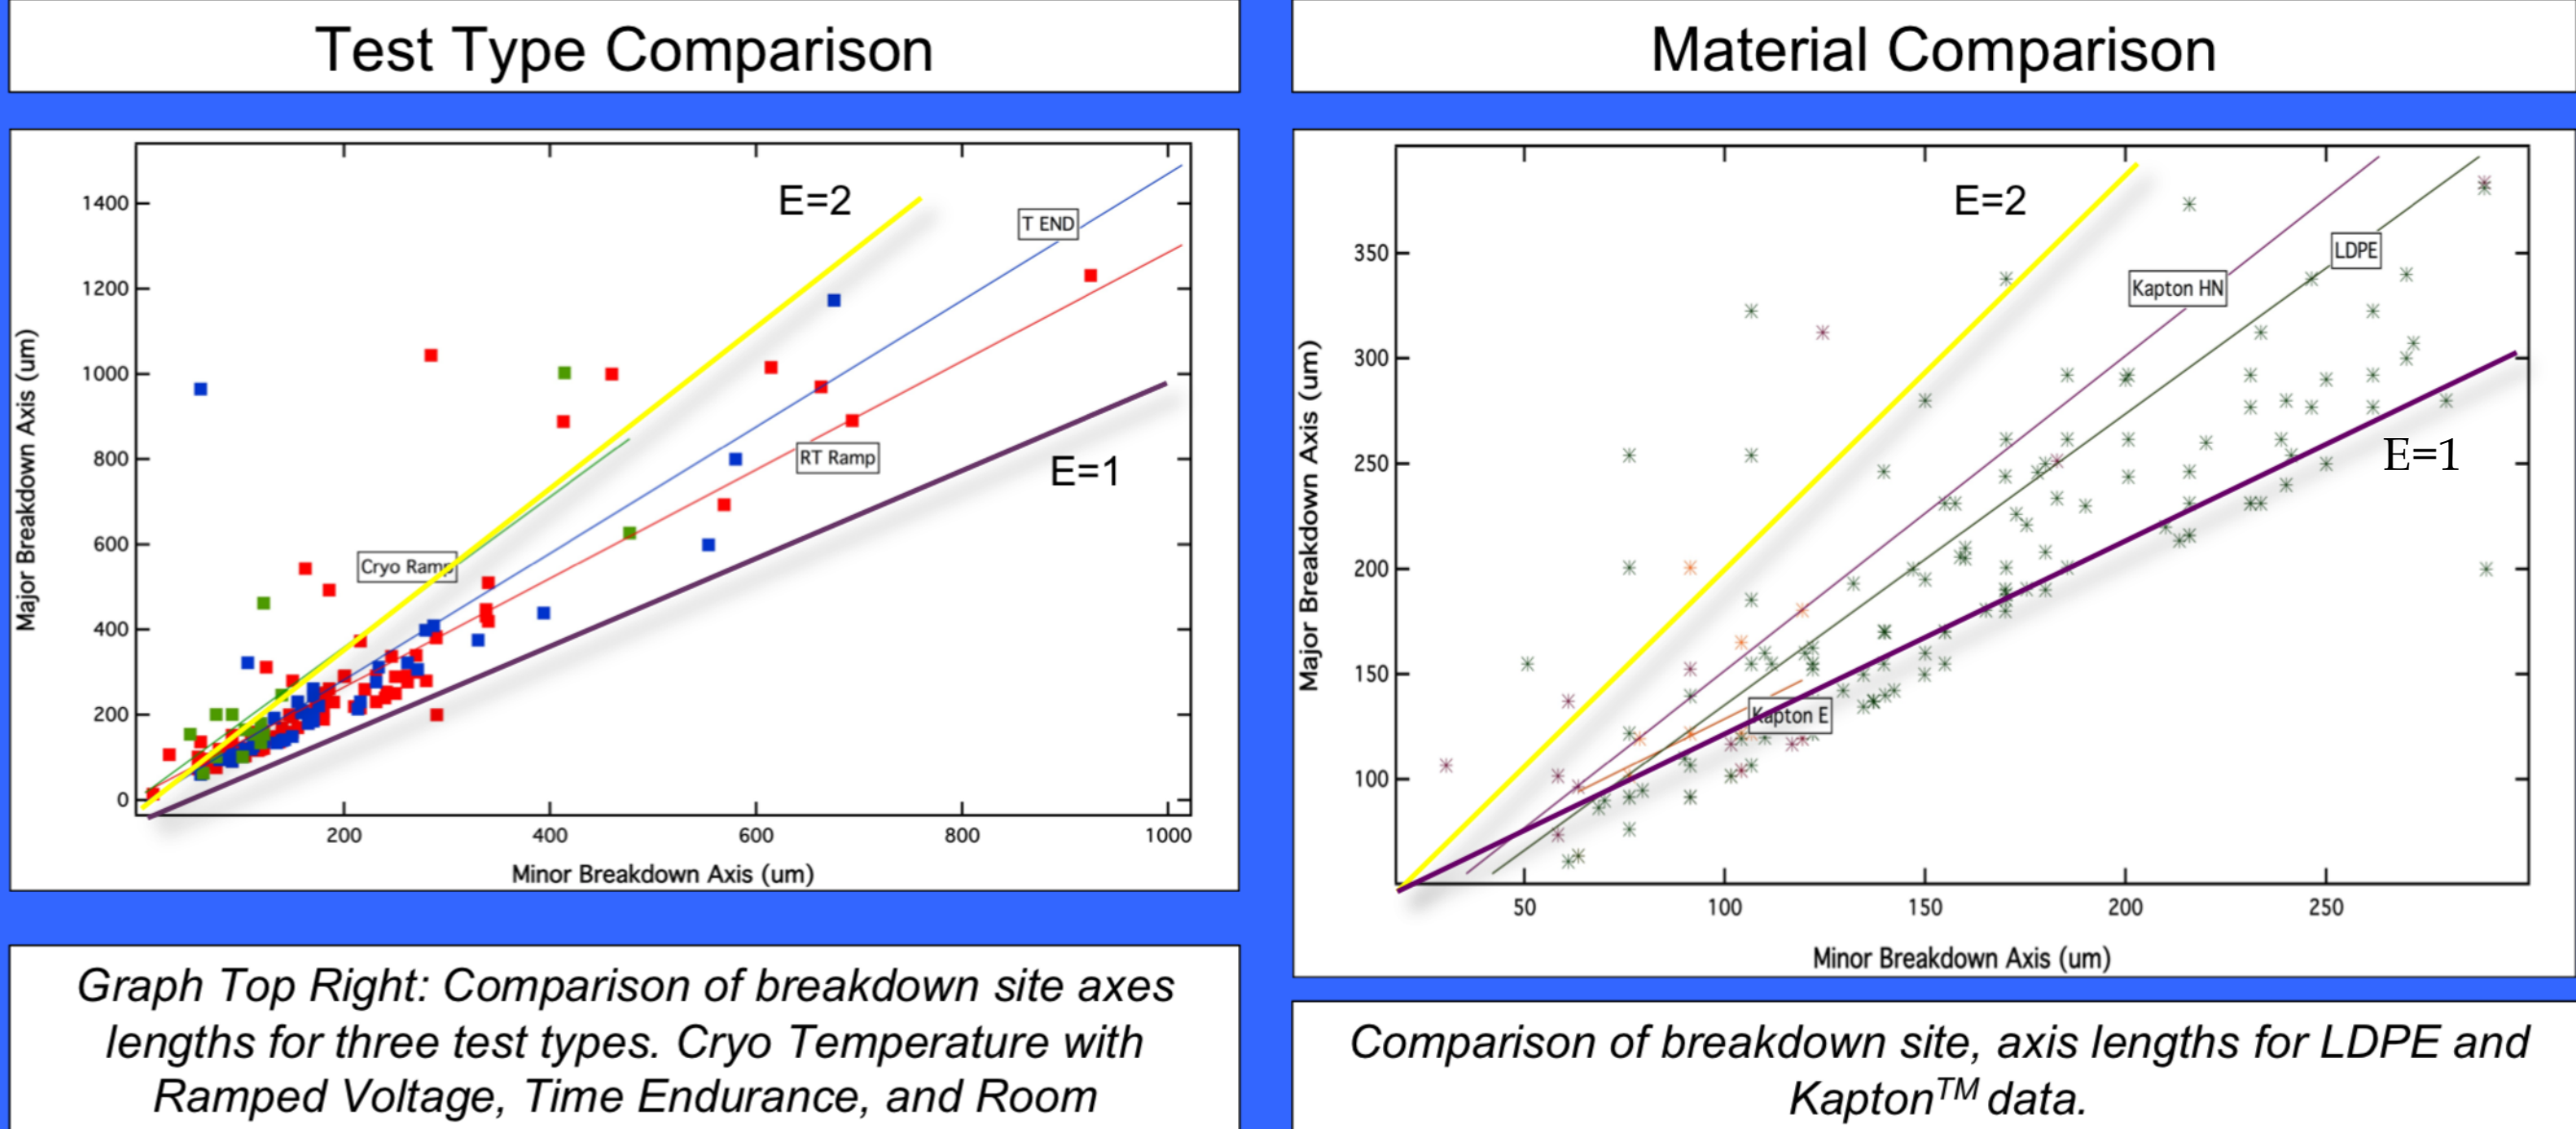 Test Type Comparison
Material Comparison
E=2
T END
RT Ramp
E=1
Cryo Ramp
1400
1200
1000
800
600
400
200
0
200
400
600
800
1000
Major Breakdown Axis (um)
Minor Breakdown Axis (um)
Graph Top Right: Comparison of breakdown site axes
lengths for three test types. Cryo Temperature with
Ramped Voltage, Time Endurance, and Room
E=2
LDPE
Kapton HN
E=1
Kapton E
350
300
250
200
150
100
50
100
150
200
250
Major Breakdown Axis (um)
Minor Breakdown Axis (um)
Comparison of breakdown site, axis lengths for LDPE and
Kapton™ data.